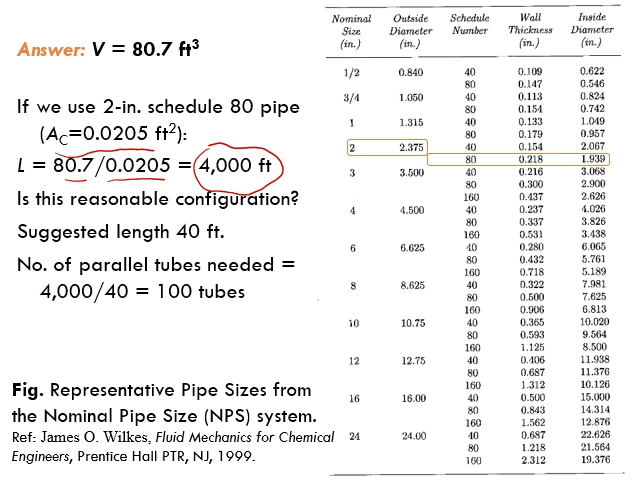 Answer: V = 80.7 ft³
If we use 2-in. schedule 80 pipe
(A_C=0.0205 ft²):
L = 80.7/0.0205 = 4,000 ft
Is this reasonable configuration?
Suggested length 40 ft.
No. of parallel tubes needed =
4,000/40 = 100 tubes
Fig. Representative Pipe Sizes from
the Nominal Pipe Size (NPS) system.
Ref: James O. Wilkes, Fluid Mechanics for Chemical
Engineers, Prentice Hall PTR, NJ, 1999.
Nominal Outside Schedule Wall Inside
Size Diameter Number Thickness Diameter
(in.) (in.) (in.) (in.)
1/2 0.840 40 0.109 0.622
80 0.147 0.546
3/4 1.050 40 0.113 0.824
80 0.154 0.742
1 1.315 40 0.133 1.049
80 0.179 0.957
2 2.375 40 0.154 2.067
80 0.218 1.939
3 3.500 40 0.216 3.068
80 0.300 2.900
160 0.437 2.626
4 4.500 40 0.237 4.026
80 0.337 3.826
160 0.531 3.438
6 6.625 40 0.280 6.065
80 0.432 5.761
160 0.718 5.189
8 8.625 40 0.322 7.981
80 0.500 7.625
160 0.906 6.813
10 10.75 40 0.365 10.020
80 0.593 9.564
160 1.125 8.500
12 12.75 40 0.406 11.938
80 0.687 11.376
160 1.312 10.126
16 16.00 40 0.500 15.000
80 0.843 14.314
160 1.562 12.876
24 24.00 40 0.687 22.626
80 1.218 21.564
160 2.312 19.376